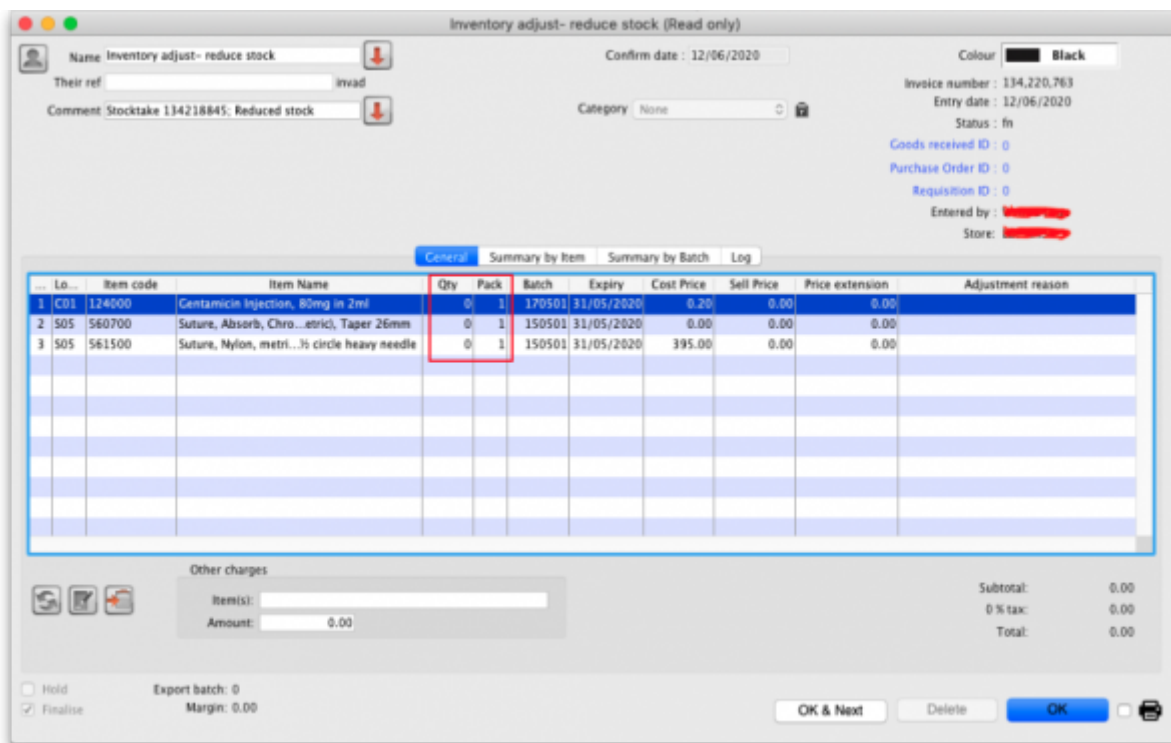 Inventory adjust- reduce stock (Read only)
Name Inventory adjust- reduce stock
Confirm date : 12/06/2020
Colour Black
Their ref invad
Invoice number : 134,220,763
Comment Stocktake 134218845; Reduced stock
Category None
Entry date : 12/06/2020
Status : fn
Goods received ID : 0
Purchase Order ID : 0
Requisition ID : 0
Entered by :
Store:
General Summary by Item Summary by Batch Log
... Lo... Item code Item Name Qty Pack Batch Expiry Cost Price Sell Price Price extension Adjustment reason
1 C01 124000 Gentamicin Injection, 80mg in 2ml 0 1 170501 31/05/2020 0.20 0.00 0.00
2 S05 560700 Suture, Absorb, Chro...etric), Taper 26mm 0 1 150501 31/05/2020 0.00 0.00 0.00
3 S05 561500 Suture, Nylon, metri...½ circle heavy needle 0 1 150501 31/05/2020 395.00 0.00 0.00
Other charges
Item(s):
Amount: 0.00
Subtotal: 0.00
0 % tax: 0.00
Total: 0.00
Hold Export batch: 0
Finalise Margin: 0.00
OK & Next Delete OK